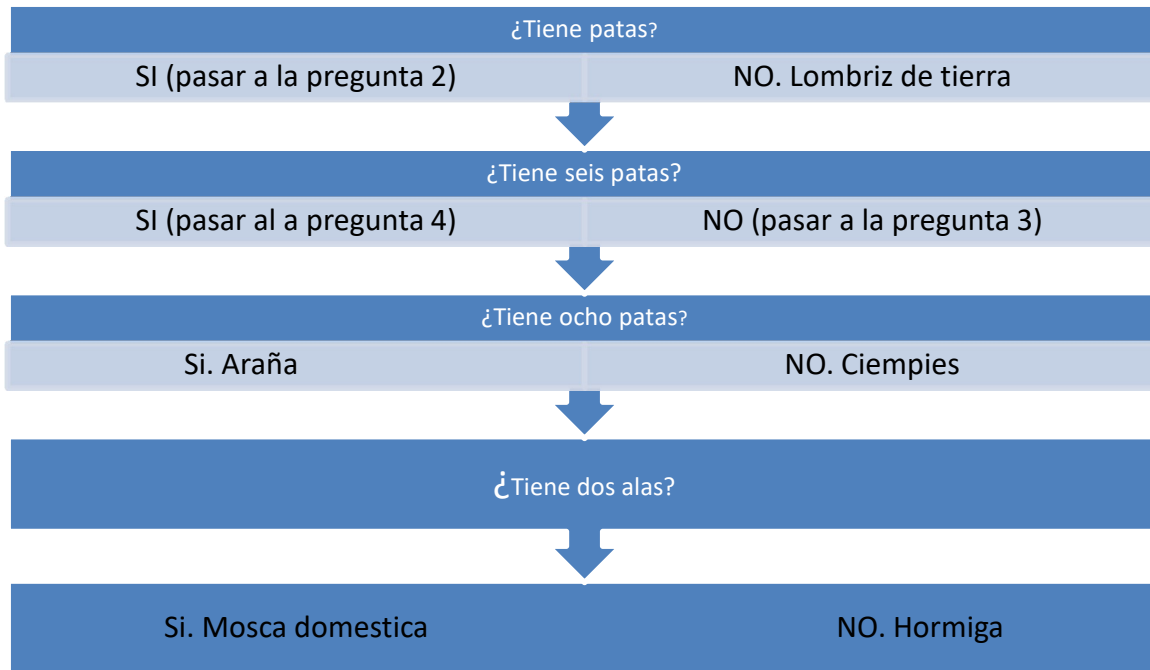 ¿Tiene patas?
SI (pasar a la pregunta 2)
NO. Lombriz de tierra
¿Tiene seis patas?
SI (pasar al a pregunta 4)
NO (pasar a la pregunta 3)
¿Tiene ocho patas?
Si. Araña
NO. Ciempies
¿Tiene dos alas?
Si. Mosca domestica
NO. Hormiga